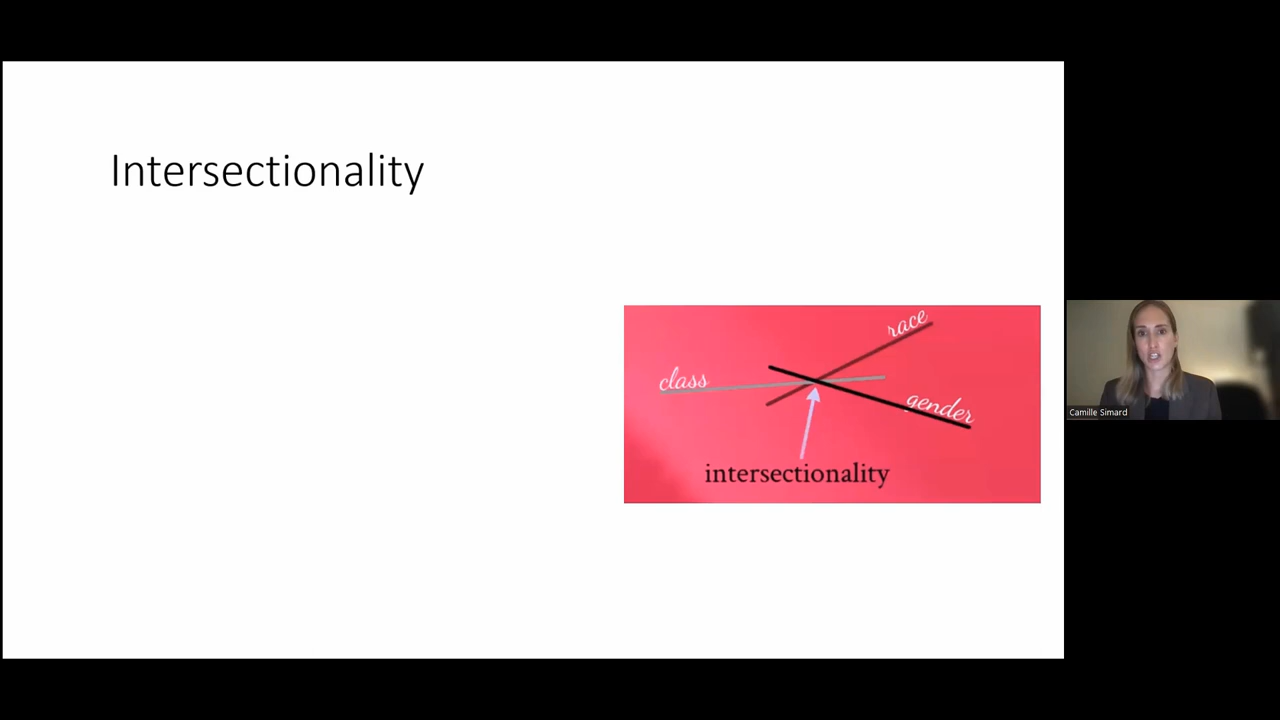 Intersectionality
race
class
gender
intersectionality
Camille Simard